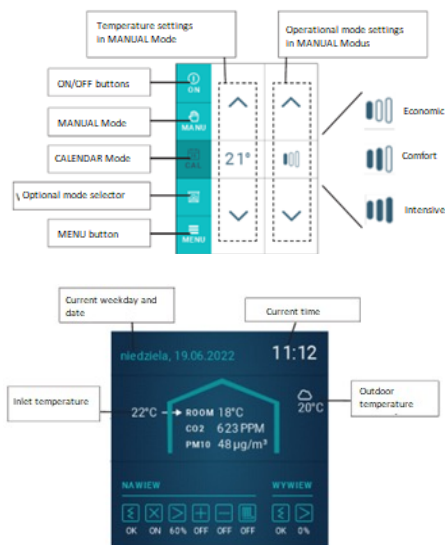 Temperature settings
in MANUAL Mode
Operational mode settings
in MANUAL Modus
ON/OFF buttons
ON
MANUAL Mode
MANU
Economic
CALENDAR Mode
CAL
21°
Comfort
\ Optional mode selector
Intensive
MENU button
MENU
Current weekday and
date
Current time
niedziela, 19.06.2022
11:12
Inlet temperature
22°C
ROOM 18°C
CO2 623 PPM
PM10 48 µg/m³
20°C
Outdoor
temperature
NAWIEW
WYWIEW
OK ON 60% OFF OFF OFF
OK 0%